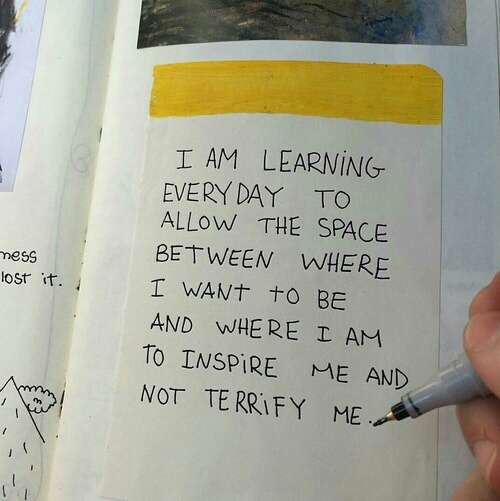 ness
lost it.
I AM LEARNING
EVERYDAY TO
ALLOW THE SPACE
BETWEEN WHERE
I WANT TO BE
AND WHERE I AM
TO INSPIRE ME AND
NOT TERRIFY ME.